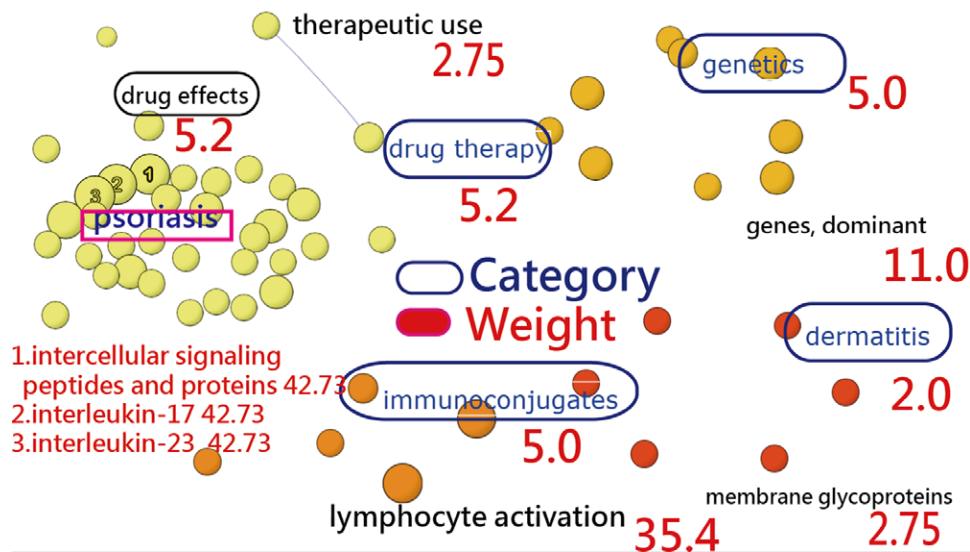 therapeutic use
2.75
genetics
5.0
drug effects
5.2
drug therapy
5.2
1
2
3
psoriasis
genes, dominant
11.0
Category
Weight
dermatitis
2.0
1.intercellular signaling
peptides and proteins 42.73
2.interleukin-17 42.73
3.interleukin-23 42.73
immunoconjugates
5.0
lymphocyte activation
35.4
membrane glycoproteins
2.75